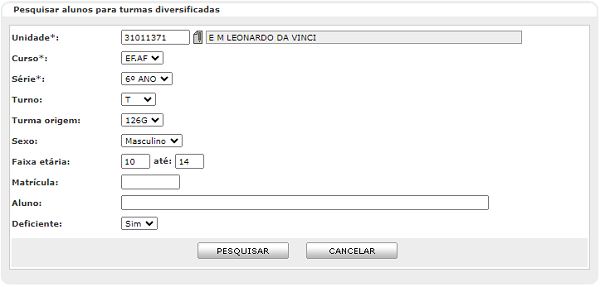 Pesquisar alunos para turmas diversificadas
Unidade*: 31011371 E M LEONARDO DA VINCI
Curso*: EF.AF
Série*: 6º ANO
Turno: T
Turma origem: 126G
Sexo: Masculino
Faixa etária: 10 até: 14
Matrícula:
Aluno:
Deficiente: Sim
PESQUISAR CANCELAR